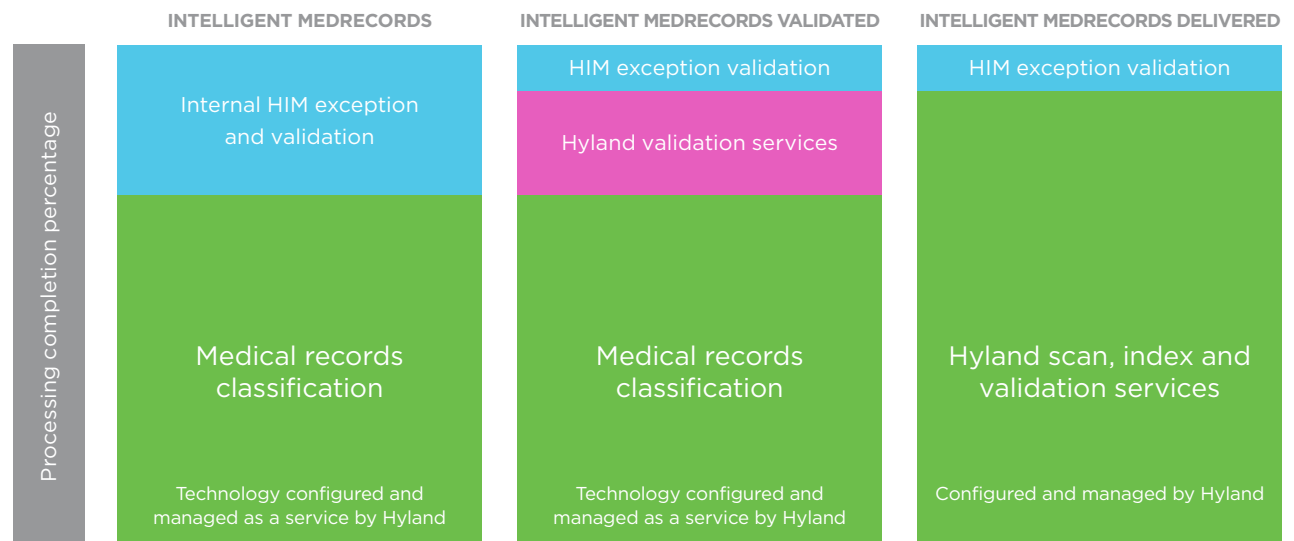 INTELLIGENT MEDRECORDS
INTELLIGENT MEDRECORDS VALIDATED
INTELLIGENT MEDRECORDS DELIVERED
Processing completion percentage
Internal HIM exception
and validation
Medical records
classification
Technology configured and
managed as a service by Hyland
HIM exception validation
Hyland validation services
Medical records
classification
Technology configured and
managed as a service by Hyland
HIM exception validation
Hyland scan, index and
validation services
Configured and managed by Hyland